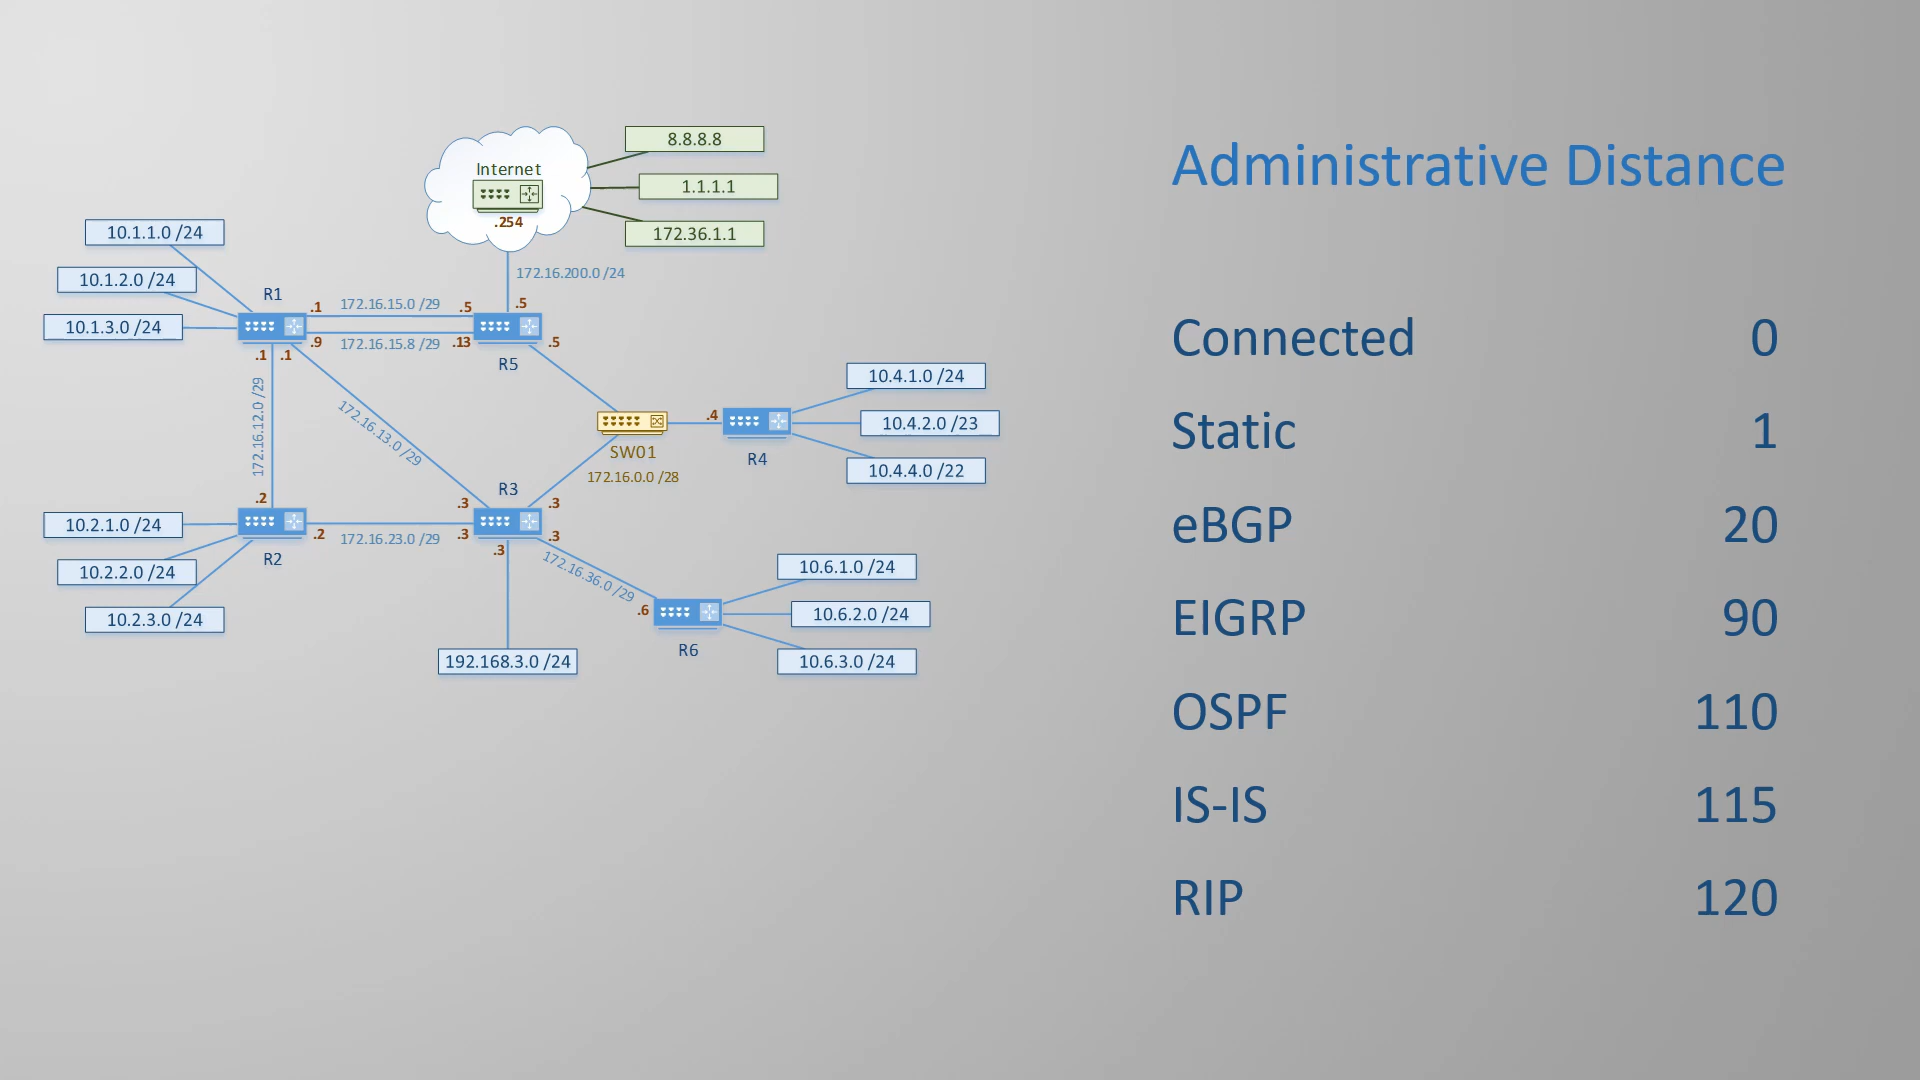 Administrative Distance
Connected 0
Static 1
eBGP 20
EIGRP 90
OSPF 110
IS-IS 115
RIP 120
Internet
.254
8.8.8.8
1.1.1.1
172.36.1.1
172.16.200.0 /24
10.1.1.0 /24
10.1.2.0 /24
10.1.3.0 /24
R1
.1
172.16.15.0 /29
.5
.5
.9
172.16.15.8 /29
.13
.5
R5
.1
.1
172.16.12.0 /29
172.16.13.0 /29
SW01
172.16.0.0 /28
.4
R4
10.4.1.0 /24
10.4.2.0 /23
10.4.4.0 /22
.2
10.2.1.0 /24
10.2.2.0 /24
10.2.3.0 /24
R2
.2
172.16.23.0 /29
R3
.3
.3
.3
.3
.3
172.16.36.0 /29
192.168.3.0 /24
.6
R6
10.6.1.0 /24
10.6.2.0 /24
10.6.3.0 /24